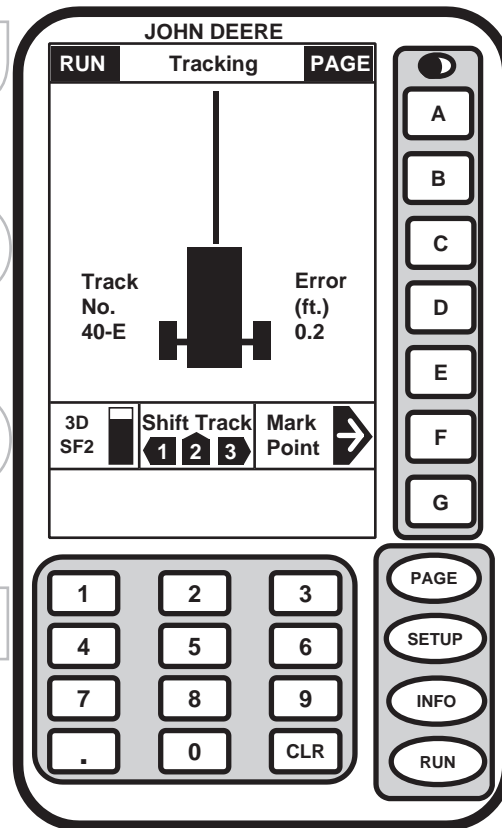 JOHN DEERE
RUN Tracking PAGE
A
B
C
D
E
F
G
Track
No.
40-E
Error
(ft.)
0.2
3D
SF2
Shift Track
1 2 3
Mark
Point
1 2 3
4 5 6
7 8 9
. 0 CLR
PAGE
SETUP
INFO
RUN